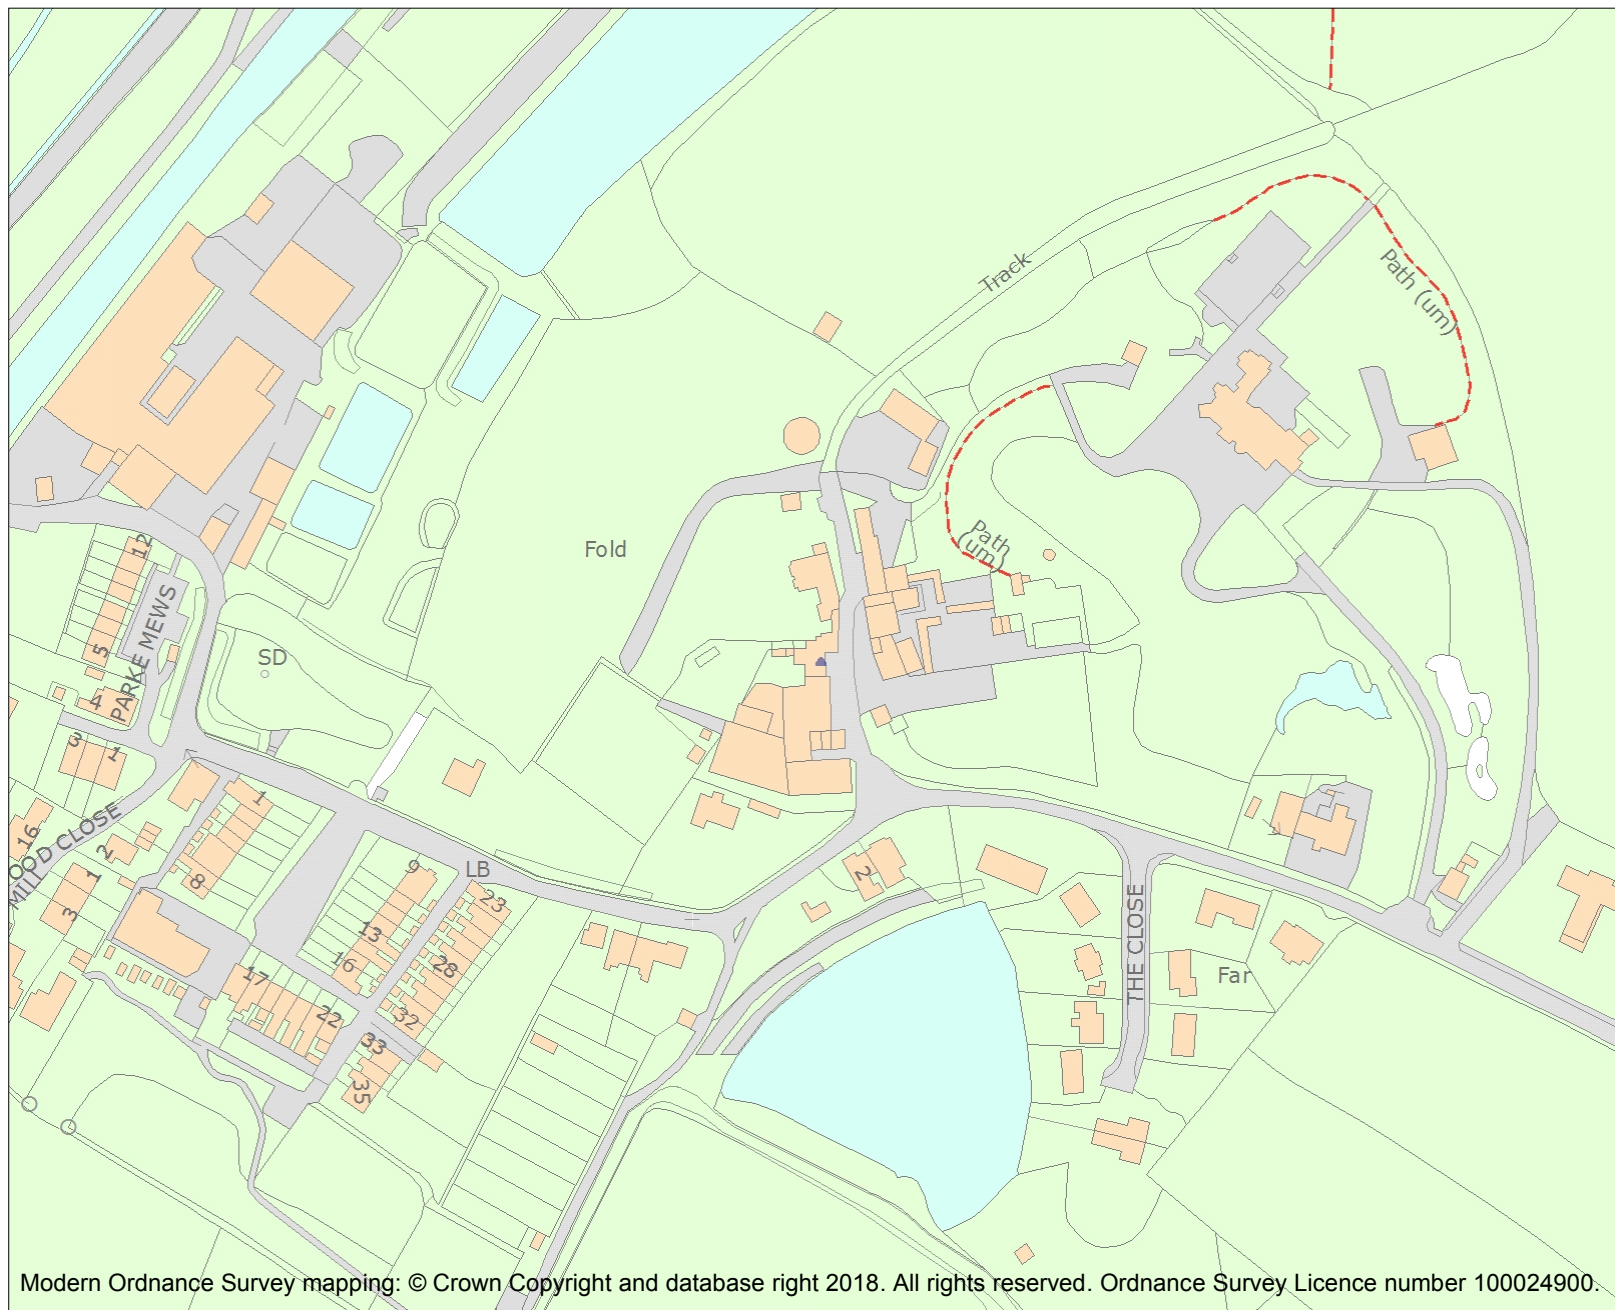 Track
Path (um)
Fold
Path
(um)
12
PARKE MEWS
5
SD
4
3
1
1
16
MILL
OOD CLOSE
2
1
3
8
9
LB
23
2
13
16
28
17
22
32
33
35
THE CLOSE
Far
Modern Ordnance Survey mapping: © Crown Copyright and database right 2018. All rights reserved. Ordnance Survey Licence number 100024900.